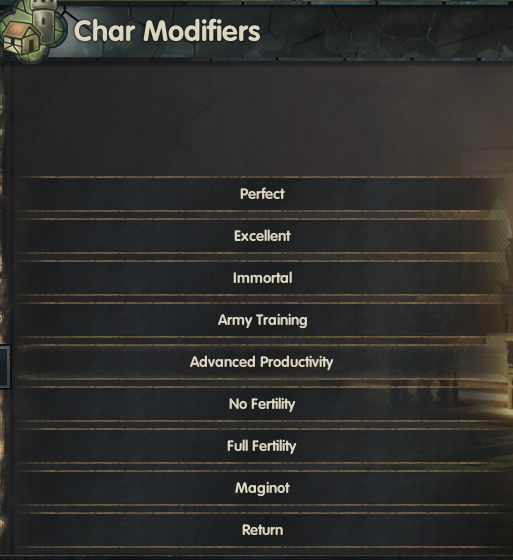 Char Modifiers
Perfect
Excellent
Immortal
Army Training
Advanced Productivity
No Fertility
Full Fertility
Maginot
Return